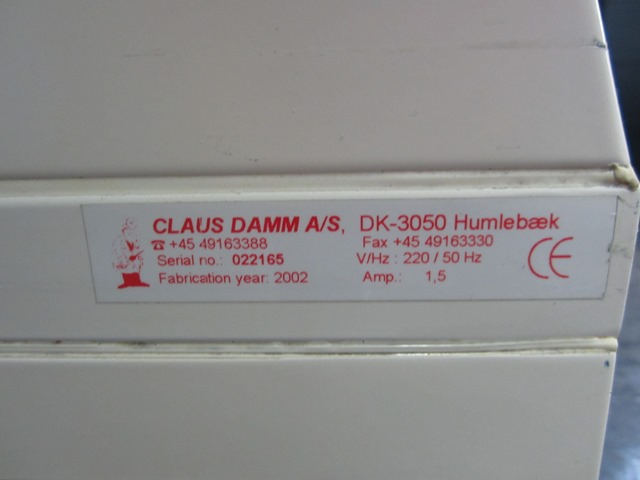 CLAUS DAMM A/S, DK-3050 Humlebæk
☎ +45 49163388 Fax +45 49163330
Serial no.: 022165 V/Hz : 220 / 50 Hz
Fabrication year: 2002 Amp.: 1,5
CE